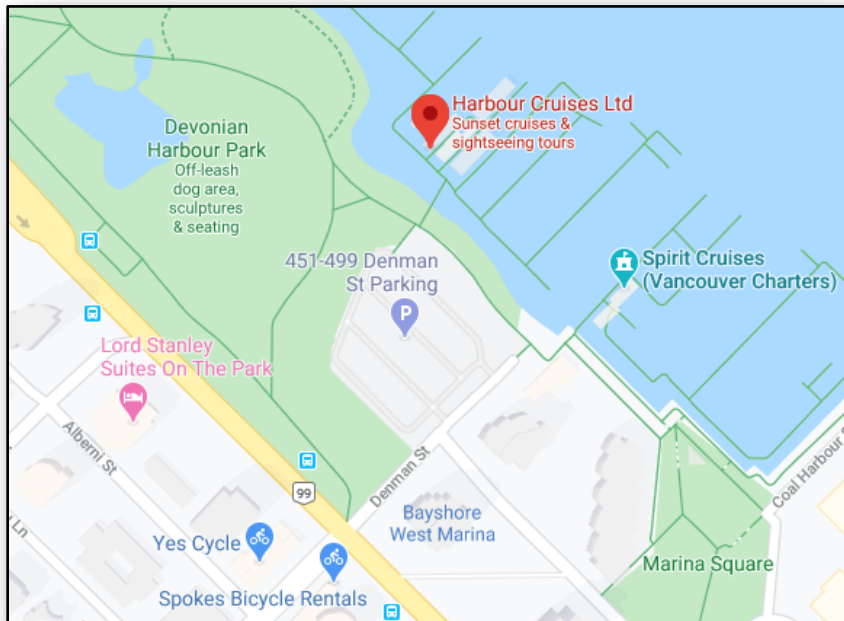 Harbour Cruises Ltd
Sunset cruises &
sightseeing tours
Devonian
Harbour Park
Off-leash
dog area,
sculptures
& seating
451-499 Denman
St Parking
P
Spirit Cruises
(Vancouver Charters)
Lord Stanley
Suites On The Park
Alberni St
99
Denman St
Bayshore
West Marina
Coal Harbour
Yes Cycle
Ln
Marina Square
Spokes Bicycle Rentals